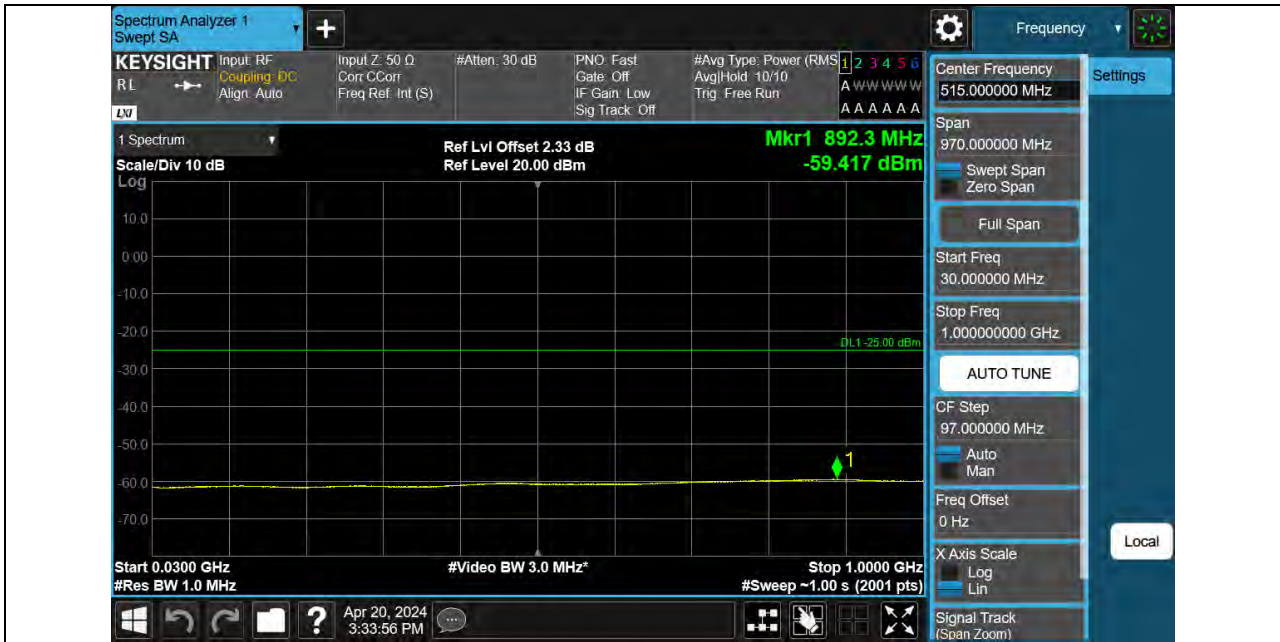 Spectrum Analyzer 1
Swept SA
+
Frequency
KEYSIGHT
RL
LXI
Input: RF
Coupling: DC
Align: Auto
Input Z: 50 Ω
Corr CCorr
Freq Ref: Int (S)
#Atten: 30 dB
PNO: Fast
Gate: Off
IF Gain: Low
Sig Track: Off
#Avg Type: Power (RMS
Avg|Hold: 10/10
Trig: Free Run
1 2 3 4 5 6
A W W W W W
A A A A A A
1 Spectrum
Scale/Div 10 dB
Ref Lvl Offset 2.33 dB
Ref Level 20.00 dBm
Mkr1 892.3 MHz
-59.417 dBm
Log
10.0
0.00
-10.0
-20.0
DL1 -25.00 dBm
-30.0
-40.0
-50.0
1
-60.0
-70.0
Start 0.0300 GHz
#Video BW 3.0 MHz*
Stop 1.0000 GHz
#Res BW 1.0 MHz
#Sweep ~1.00 s (2001 pts)
?
Apr 20, 2024
3:33:56 PM
Center Frequency
515.000000 MHz
Settings
Span
970.000000 MHz
Swept Span
Zero Span
Full Span
Start Freq
30.000000 MHz
Stop Freq
1.000000000 GHz
AUTO TUNE
CF Step
97.000000 MHz
Auto
Man
Freq Offset
0 Hz
X Axis Scale
Log
Lin
Local
Signal Track
(Span Zoom)